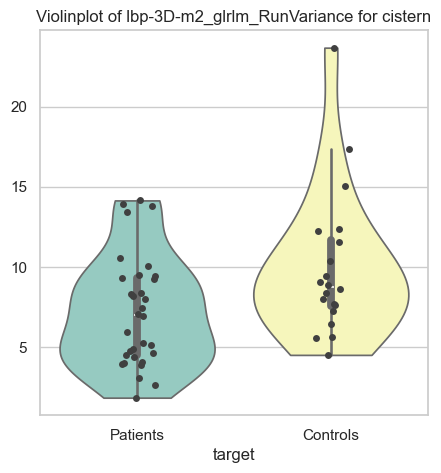 Violinplot of lbp-3D-m2_glrlm_RunVariance for cistern
20
15
10
5
Patients
Controls
target